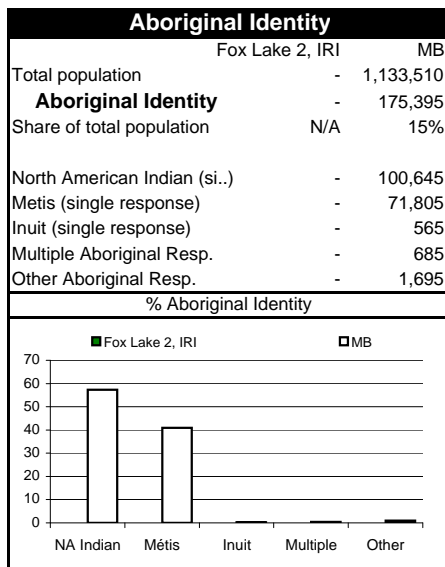 Aboriginal Identity
Fox Lake 2, IRI MB
Total population - 1,133,510
Aboriginal Identity - 175,395
Share of total population N/A 15%
North American Indian (si..) - 100,645
Metis (single response) - 71,805
Inuit (single response) - 565
Multiple Aboriginal Resp. - 685
Other Aboriginal Resp. - 1,695
% Aboriginal Identity
Fox Lake 2, IRI MB
70
60
50
40
30
20
10
0
NA Indian Métis Inuit Multiple Other